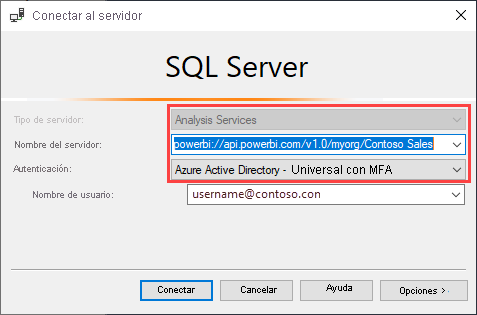 Conectar al servidor
SQL Server
Tipo de servidor: Analysis Services
Nombre del servidor: powerbi://api.powerbi.com/v1.0/myorg/Contoso Sales
Autenticación: Azure Active Directory - Universal con MFA
Nombre de usuario: username@contoso.con
Conectar Cancelar Ayuda Opciones >